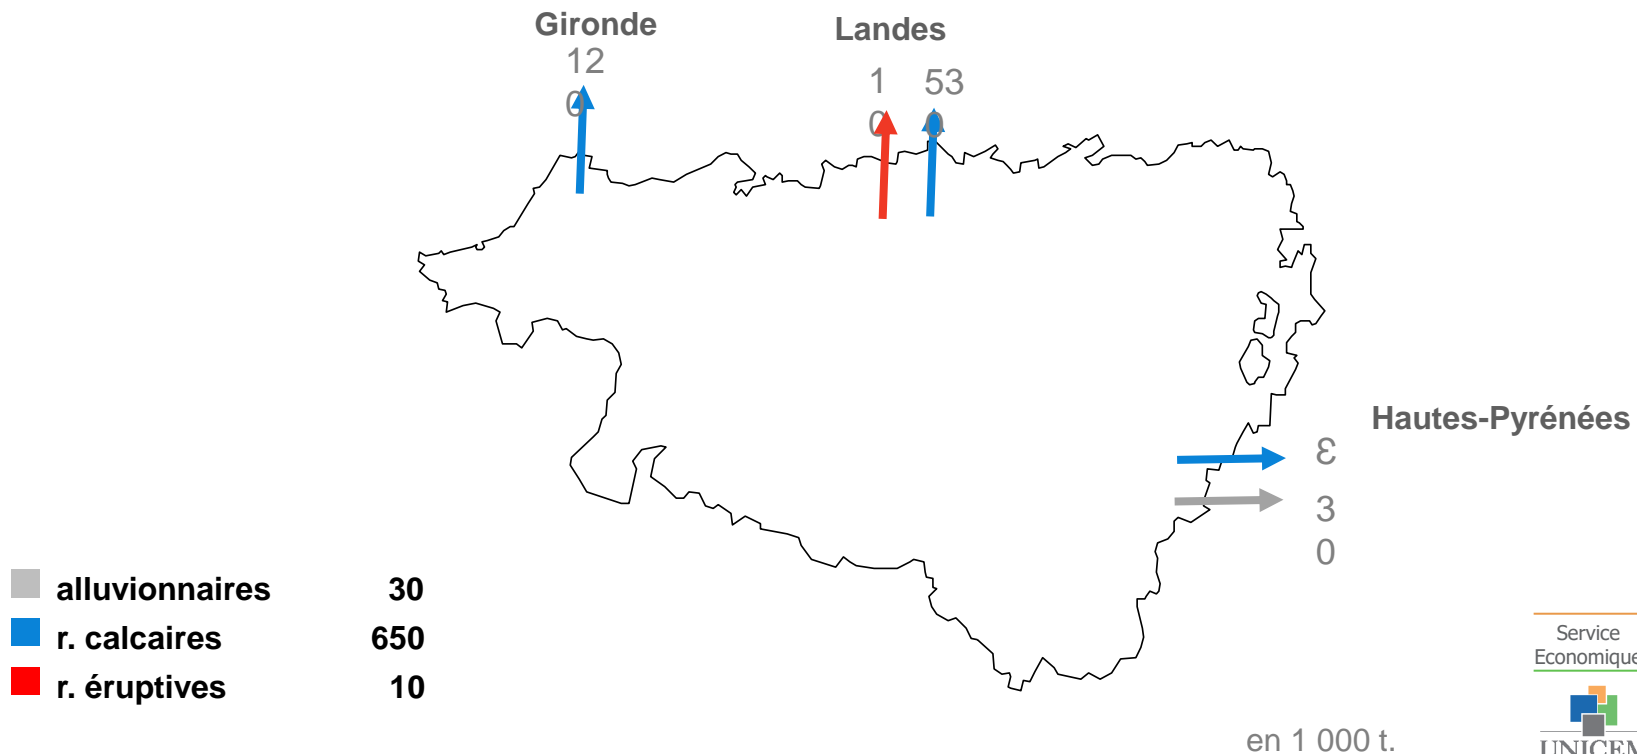 Gironde
12
0
Landes
1
0
53
0
Hautes-Pyrénées
ε
3
0
alluvionnaires 30
r. calcaires 650
r. éruptives 10
Service
Economique
UNICEM
en 1 000 t.